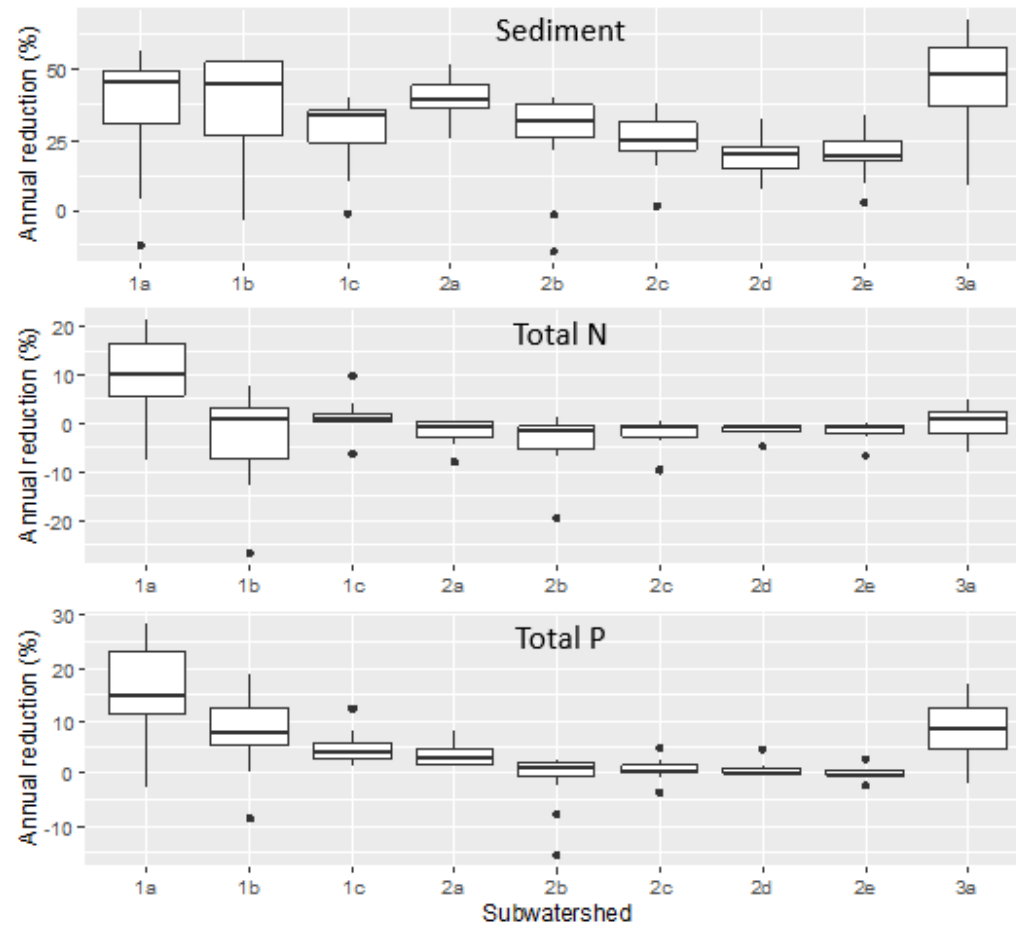 Sediment
Annual reduction (%)
50
25
0
1a 1b 1c 2a 2b 2c 2d 2e 3a
Total N
Annual reduction (%)
20
10
0
-10
-20
1a 1b 1c 2a 2b 2c 2d 2e 3a
Total P
Annual reduction (%)
30
20
10
0
-10
1a 1b 1c 2a 2b 2c 2d 2e 3a
Subwatershed